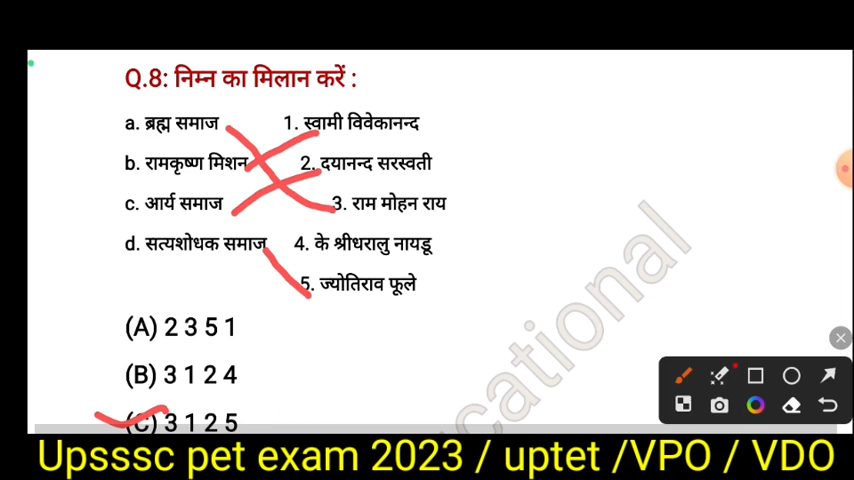 Q.8: निम्न का मिलान करें :
a. ब्रह्म समाज 1. स्वामी विवेकानन्द
b. रामकृष्ण मिशन 2. दयानन्द सरस्वती
c. आर्य समाज 3. राम मोहन राय
d. सत्यशोधक समाज 4. के श्रीधरालु नायडू
5. ज्योतिराव फूले
(A) 2 3 5 1
(B) 3 1 2 4
(C) 3 1 2 5
Upsssc pet exam 2023 / uptet /VPO / VDO